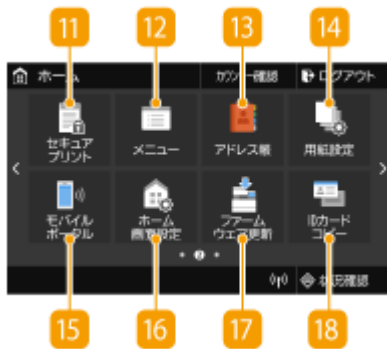 11 12 13 14
ホーム カウンター確認 ログアウト
セキュア
プリント
メニュー
アドレス帳
用紙設定
モバイル
ポータル
ホーム
画面設定
ファーム
ウェア更新
IDカード
コピー
2
状況確認
15 16 17 18